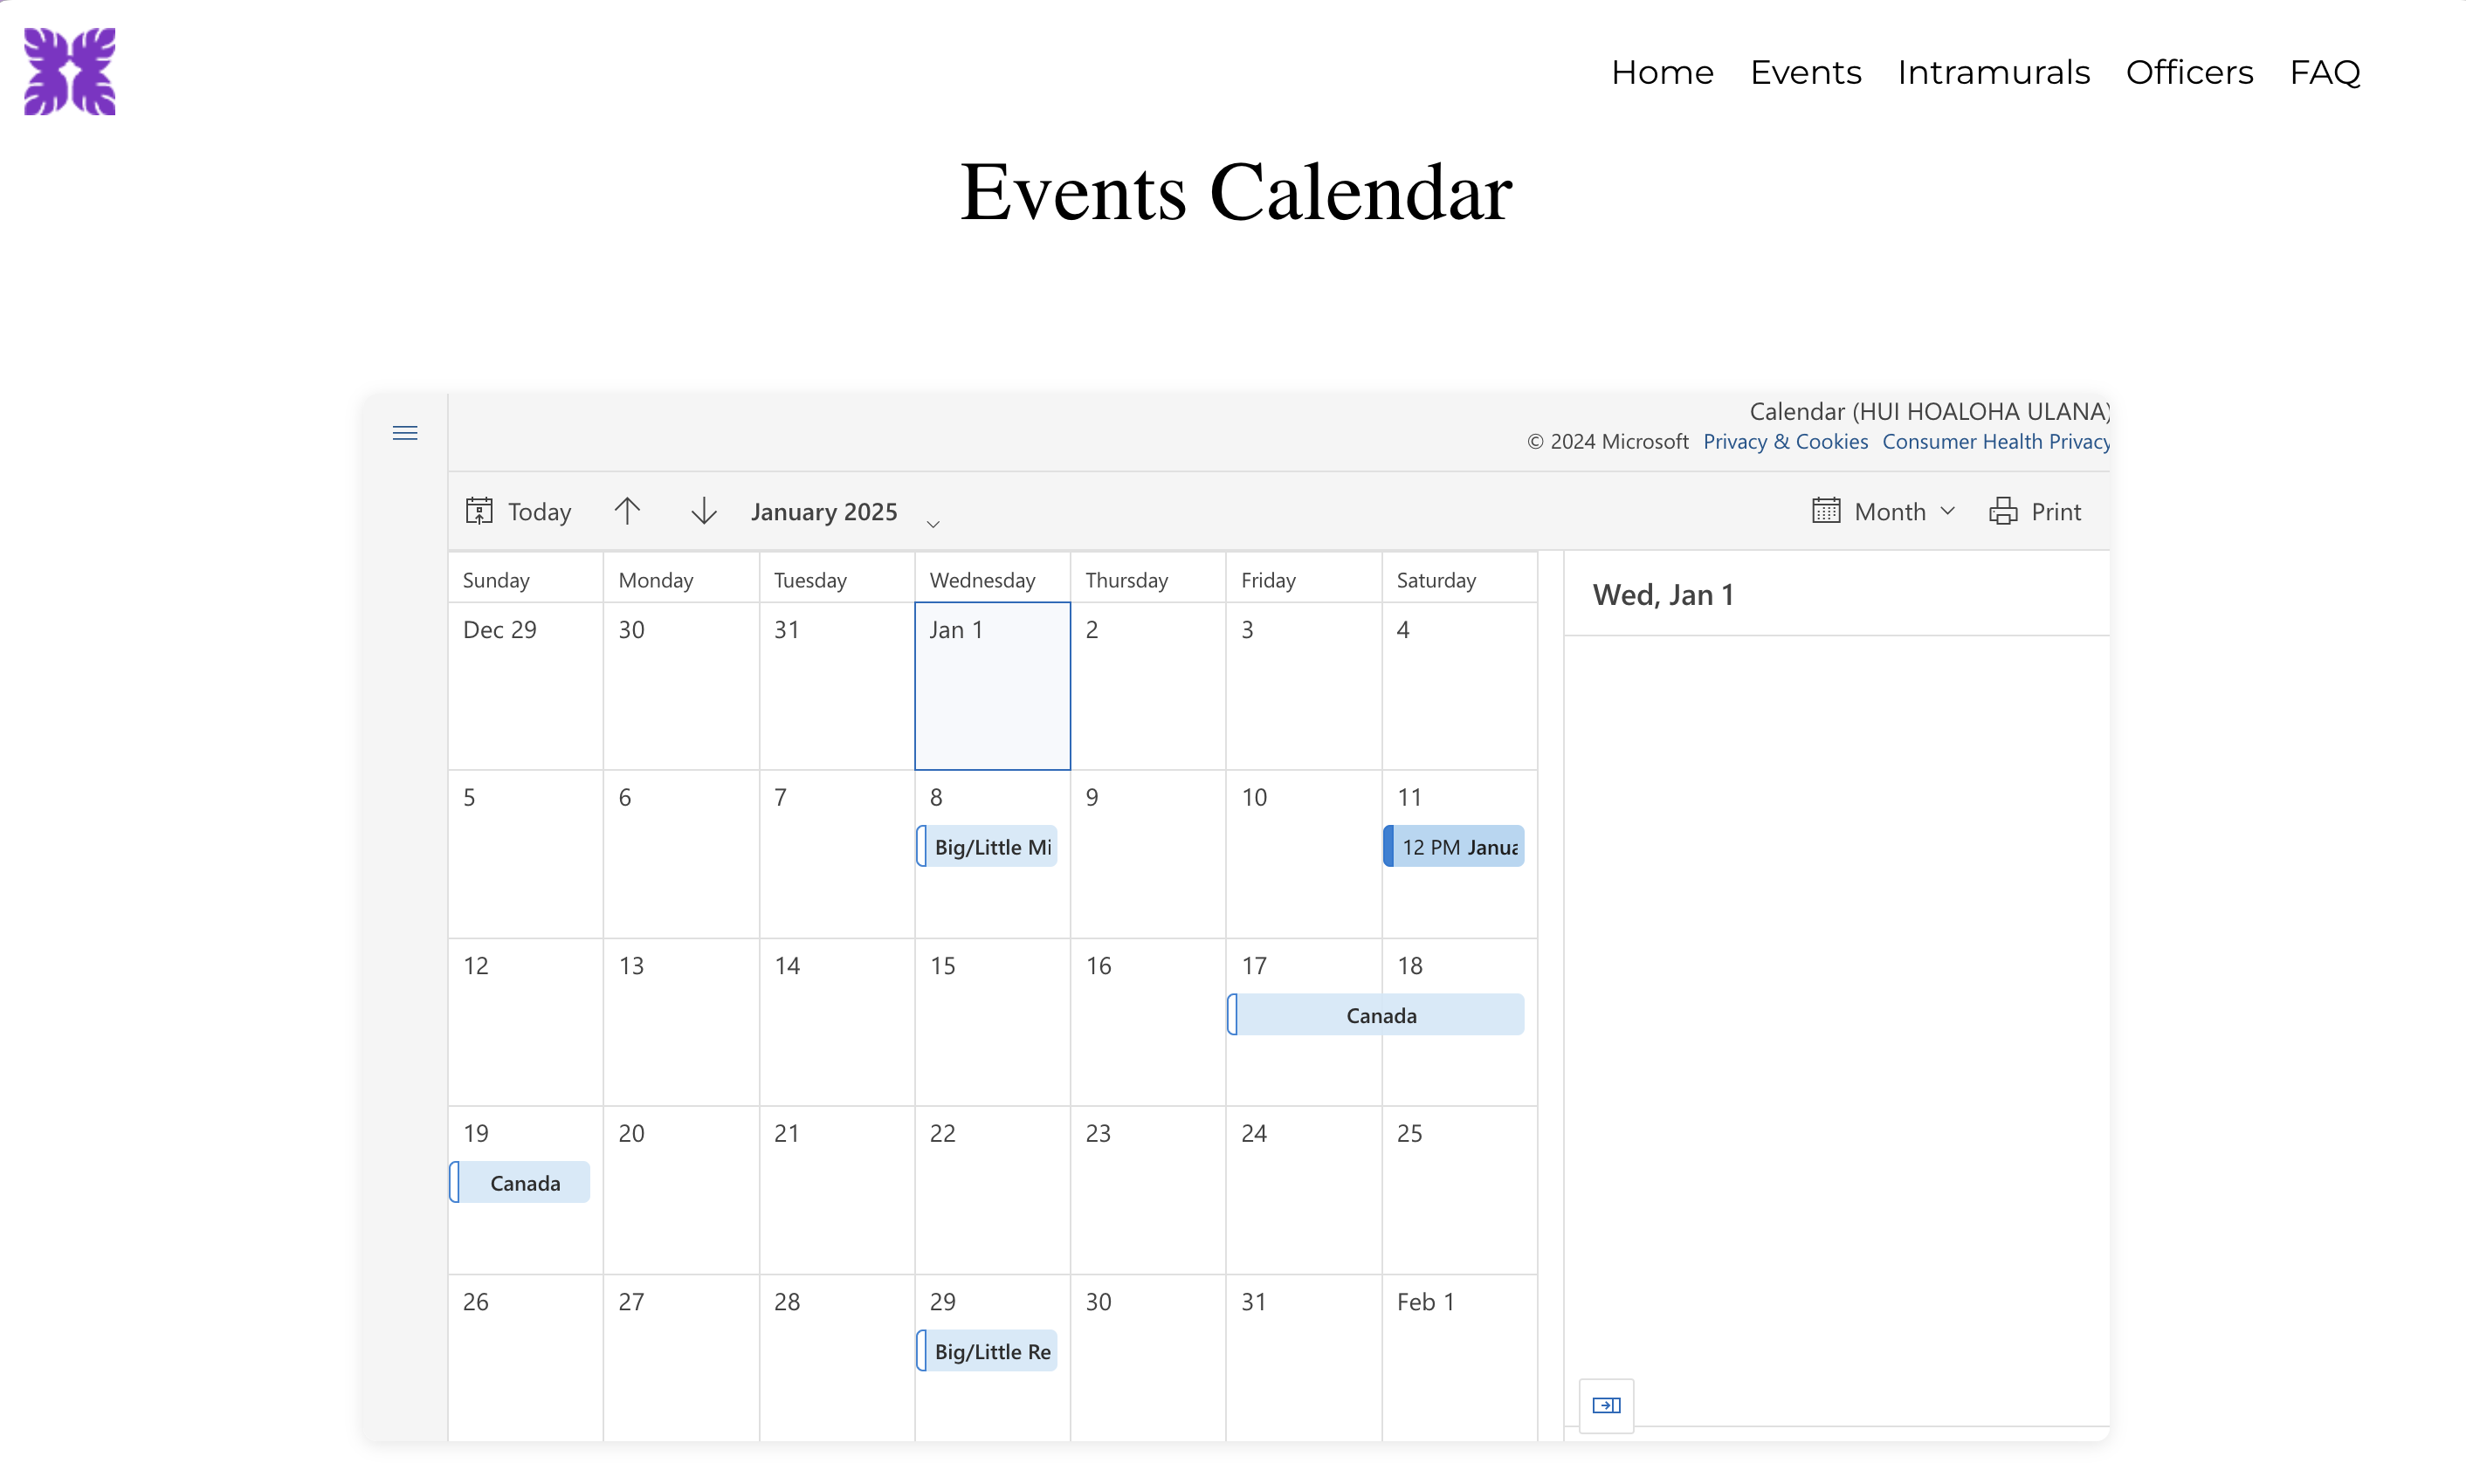 Home Events Intramurals Officers FAQ
Events Calendar
Calendar (HUI HOALOHA ULANA)
© 2024 Microsoft Privacy & Cookies Consumer Health Privacy
Today January 2025 Month Print
Sunday Monday Tuesday Wednesday Thursday Friday Saturday
Wed, Jan 1
Dec 29 30 31 Jan 1 2 3 4
5 6 7 8 9 10 11
Big/Little Mi 12 PM Janua
12 13 14 15 16 17 18
Canada
19 20 21 22 23 24 25
Canada
26 27 28 29 30 31 Feb 1
Big/Little Re